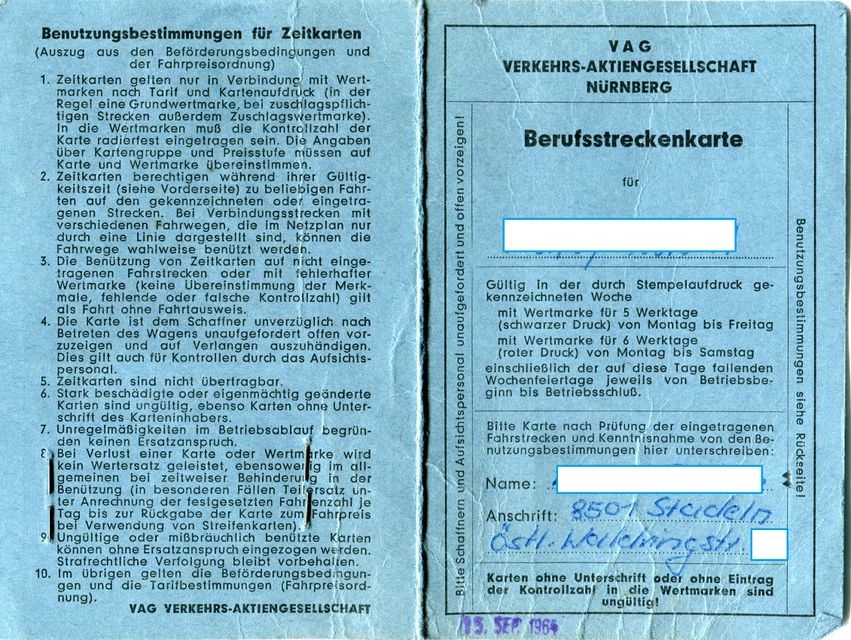 Benutzungsbestimmungen für Zeitkarten
(Auszug aus den Beförderungsbedingungen und
der Fahrpreisordnung)
1. Zeitkarten gelten nur in Verbindung mit Wert-
marken nach Tarif und Kartenaufdruck (in der
Regel eine Grundwertmarke, bei zuschlagspflich-
tigen Strecken außerdem Zuschlagswertmarke).
In die Wertmarken muß die Kontrollzahl der
Karte radierfest eingetragen sein. Die Angaben
über Kartengruppe und Preisstufe müssen auf
Karte und Wertmarke übereinstimmen.
2. Zeitkarten berechtigen während ihrer Gültig-
keitszeit (siehe Vorderseite) zu beliebigen Fahr-
ten auf den gekennzeichneten oder eingetra-
genen Strecken. Bei Verbindungsstrecken mit
verschiedenen Fahrwegen, die im Netzplan nur
durch eine Linie dargestellt sind, können die
Fahrwege wahlweise benützt werden.
3. Die Benützung von Zeitkarten auf nicht einge-
tragenen Fahrstrecken oder mit fehlerhafter
Wertmarke (keine Übereinstimmung der Merk-
male, fehlende oder falsche Kontrollzahl) gilt
als Fahrt ohne Fahrtausweis.
4. Die Karte ist dem Schaffner unverzüglich nach
Betreten des Wagens unaufgefordert offen vor-
zuzeigen und auf Verlangen auszuhändigen.
Dies gilt auch für Kontrollen durch das Aufsichts-
personal.
5. Zeitkarten sind nicht übertragbar.
6. Stark beschädigte oder eigenmächtig geänderte
Karten sind ungültig, ebenso Karten ohne Unter-
schrift des Karteninhabers.
7. Unregelmäßigkeiten im Betriebsablauf begrün-
den keinen Ersatzanspruch.
8. Bei Verlust einer Karte oder Wertmarke wird
kein Wertersatz geleistet, ebensowenig im all-
gemeinen bei zeitweiser Behinderung in der
Benützung (in besonderen Fällen Teilersatz un-
ter Anrechnung der festgesetzten Fahrtenzahl je
Tag bis zur Rückgabe der Karte zum Fahrpreis
bei Verwendung von Streifenkarten).
9. Ungültige oder mißbräuchlich benützte Karten
können ohne Ersatzanspruch eingezogen werden.
Strafrechtliche Verfolgung bleibt vorbehalten.
10. Im übrigen gelten die Beförderungsbedingun-
gen und die Tarifbestimmungen (Fahrpreisord-
nung).
VAG VERKEHRS-AKTIENGESELLSCHAFT
Bitte Schaffnern und Aufsichtspersonal unaufgefordert und offen vorzeigen!
VAG
VERKEHRS-AKTIENGESELLSCHAFT
NÜRNBERG
Berufsstreckenkarte
für
Gültig in der durch Stempelaufdruck ge-
kennzeichneten Woche
mit Wertmarke für 5 Werktage
(schwarzer Druck) von Montag bis Freitag
mit Wertmarke für 6 Werktage
(roter Druck) von Montag bis Samstag
einschließlich der auf diese Tage fallenden
Wochenfeiertage jeweils von Betriebsbe-
ginn bis Betriebsschluß.
Bitte Karte nach Prüfung der eingetragenen
Fahrstrecken und Kenntnisnahme von den Be-
nutzungsbestimmungen hier unterschreiben:
Name:
Anschrift: 8501 Stadeln
Östl. Waldringstr.
Karten ohne Unterschrift oder ohne Eintrag
der Kontrollzahl in die Wertmarken sind
ungültig!
Benutzungsbestimmungen siehe Rückseite!
SEP. 1964